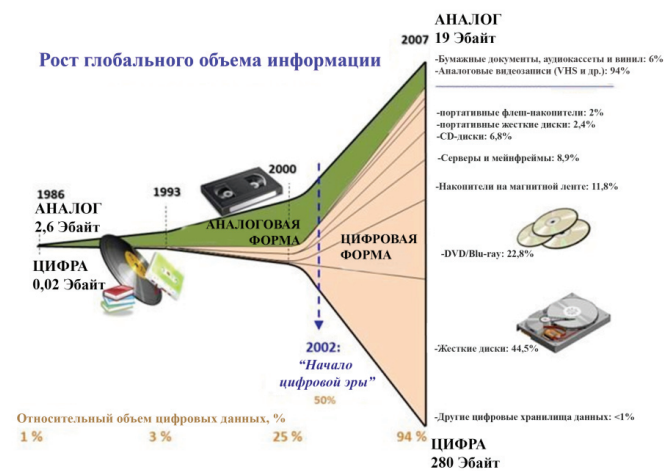 АНАЛОГ
19 Эбайт
2007
Рост глобального объема информации
-Бумажные документы, аудиокассеты и винил: 6%
-Аналоговые видеозаписи (VHS и др.): 94%
-портативные флеш-накопители: 2%
-портативные жесткие диски: 2,4%
-CD-диски: 6,8%
-Серверы и мейнфреймы: 8,9%
-Накопители на магнитной ленте: 11,8%
-DVD/Blu-ray: 22,8%
-Жесткие диски: 44,5%
-Другие цифровые хранилища данных: <1%
1986
1993
2000
АНАЛОГ
2,6 Эбайт
АНАЛОГОВАЯ
ФОРМА
ЦИФРОВАЯ
ФОРМА
ЦИФРА
0,02 Эбайт
2002:
“Начало
цифровой эры”
50%
Относительный объем цифровых данных, %
1 %
3 %
25 %
94 %
ЦИФРА
280 Эбайт